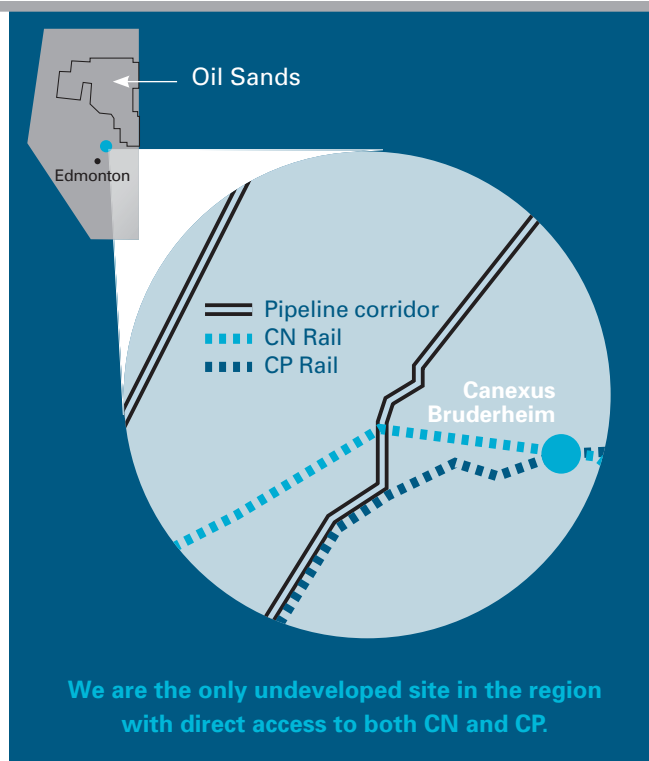 Oil Sands
Edmonton
Pipeline corridor
CN Rail
CP Rail
Canexus
Bruderheim
We are the only undeveloped site in the region
with direct access to both CN and CP.